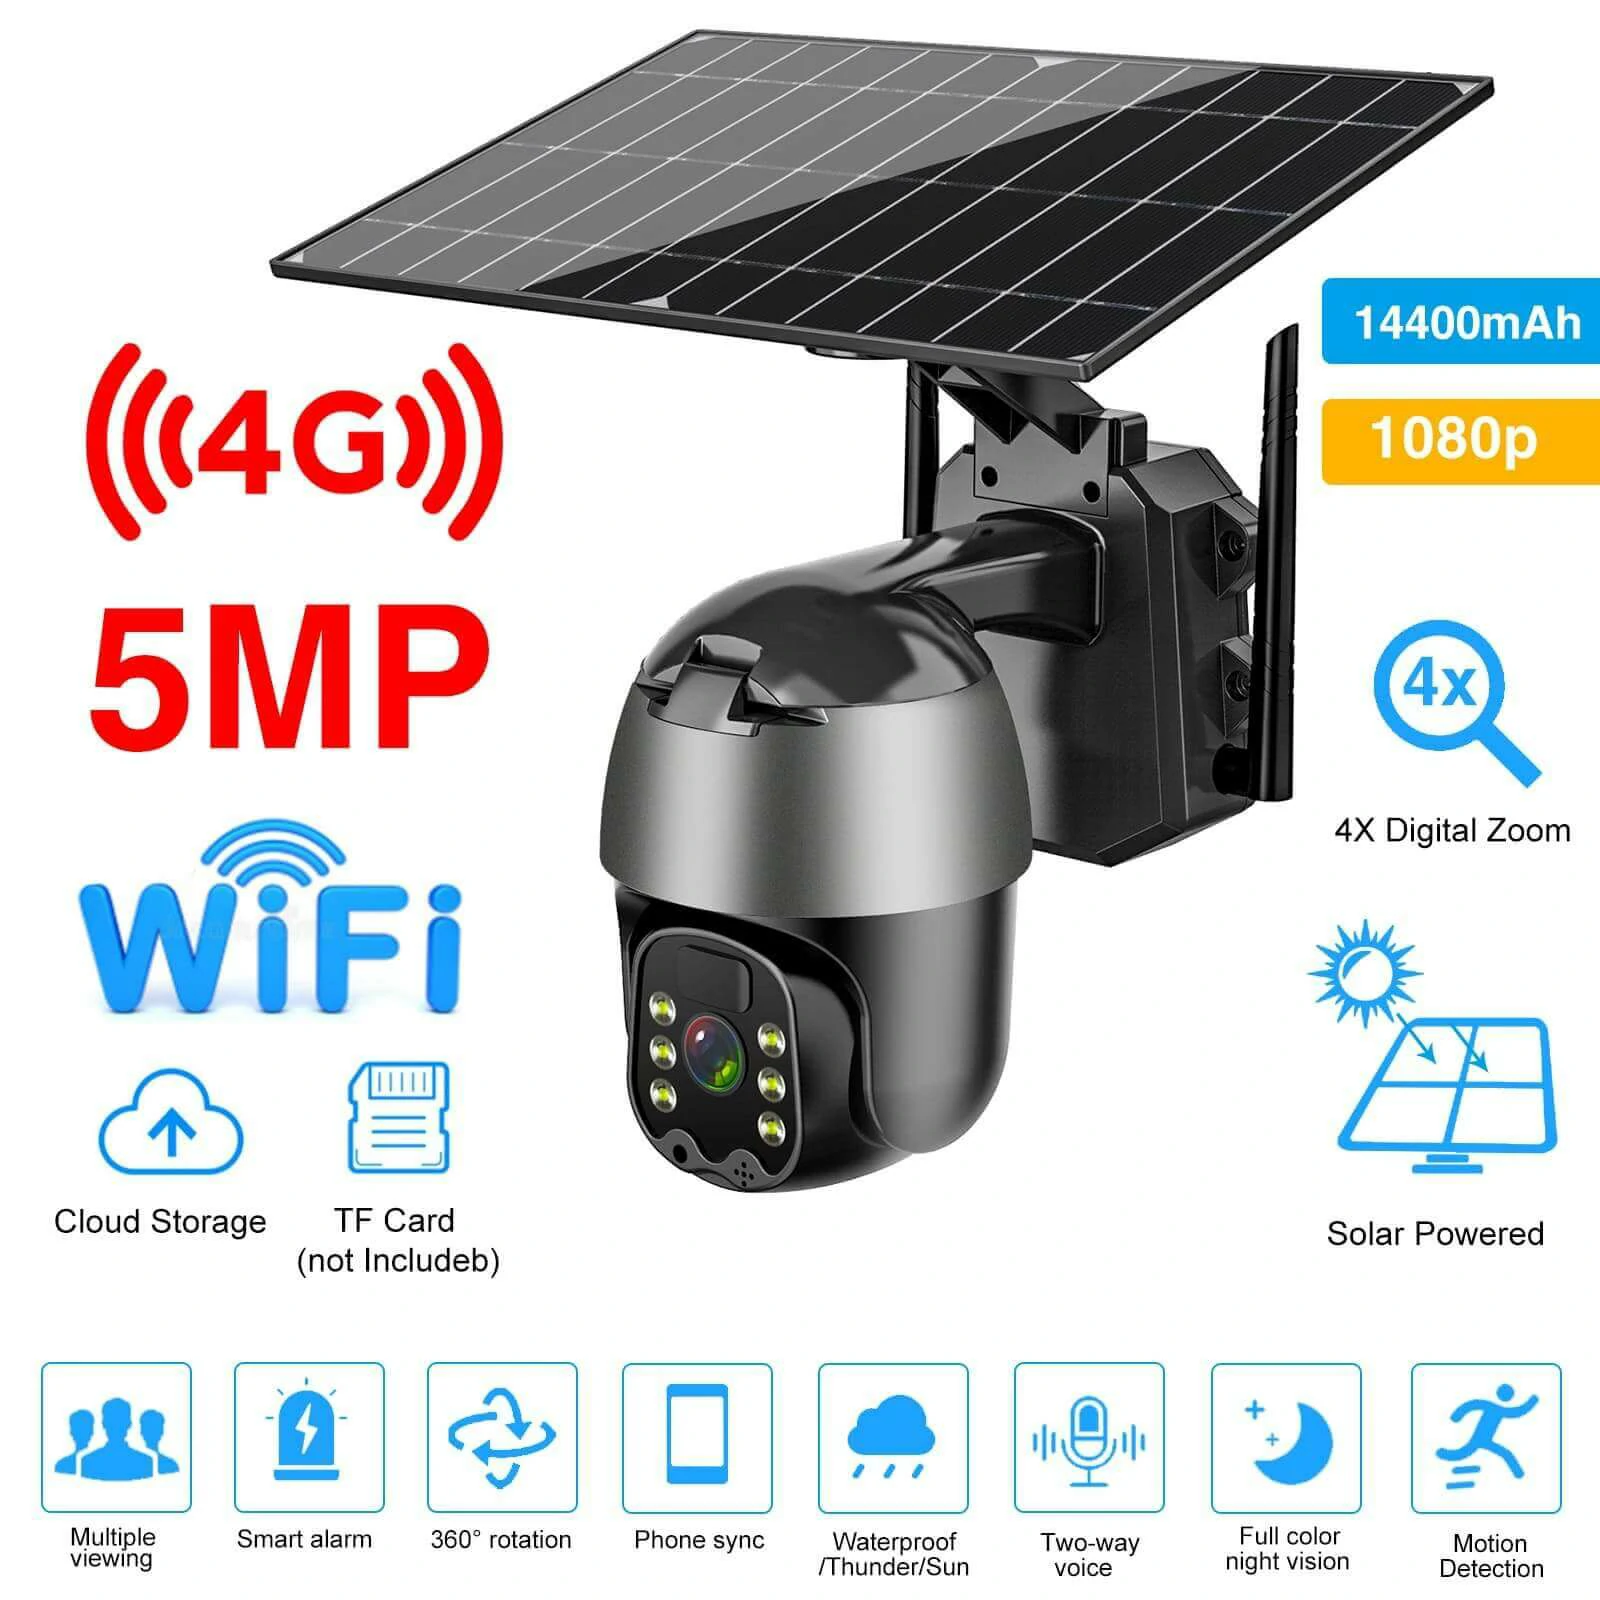 14400mAh
1080p
4G
5MP
WiFi
4x
4X Digital Zoom
Cloud Storage
TF Card
(not Includeb)
Solar Powered
Multiple
viewing
Smart alarm
360° rotation
Phone sync
Waterproof
/Thunder/Sun
Two-way
voice
Full color
night vision
Motion
Detection